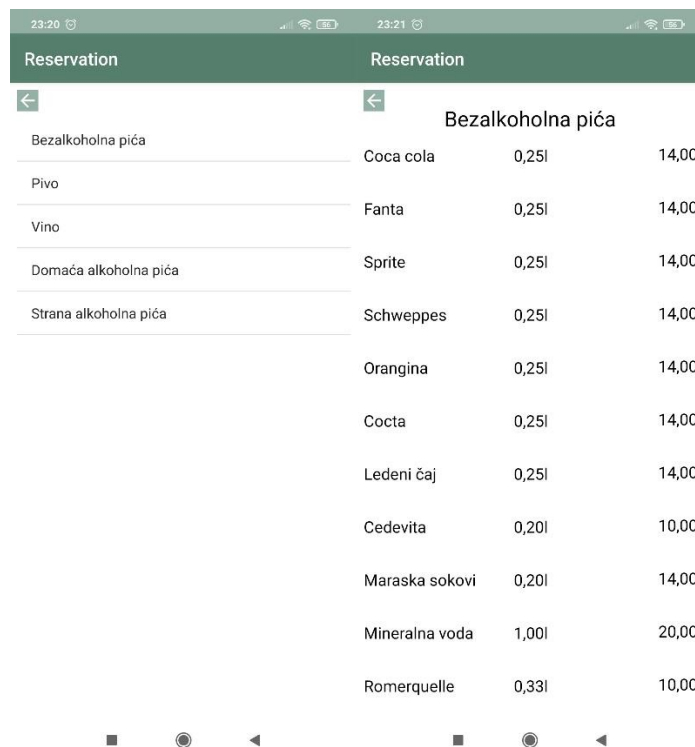 23:20
56
Reservation
Bezalkoholna pića
Pivo
Vino
Domaća alkoholna pića
Strana alkoholna pića
23:21
56
Reservation
Bezalkoholna pića
Coca cola 0,25l 14,00
Fanta 0,25l 14,00
Sprite 0,25l 14,00
Schweppes 0,25l 14,00
Orangina 0,25l 14,00
Cocta 0,25l 14,00
Ledeni čaj 0,25l 14,00
Cedevita 0,20l 10,00
Maraska sokovi 0,20l 14,00
Mineralna voda 1,00l 20,00
Romerquelle 0,33l 10,00